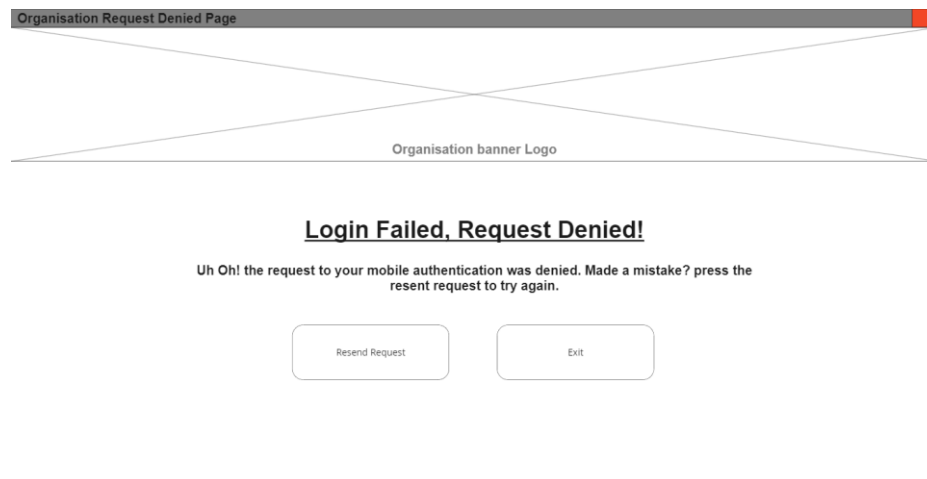 Organisation Request Denied Page
Organisation banner Logo
Login Failed, Request Denied!
Uh Oh! the request to your mobile authentication was denied. Made a mistake? press the
resent request to try again.
Resend Request
Exit